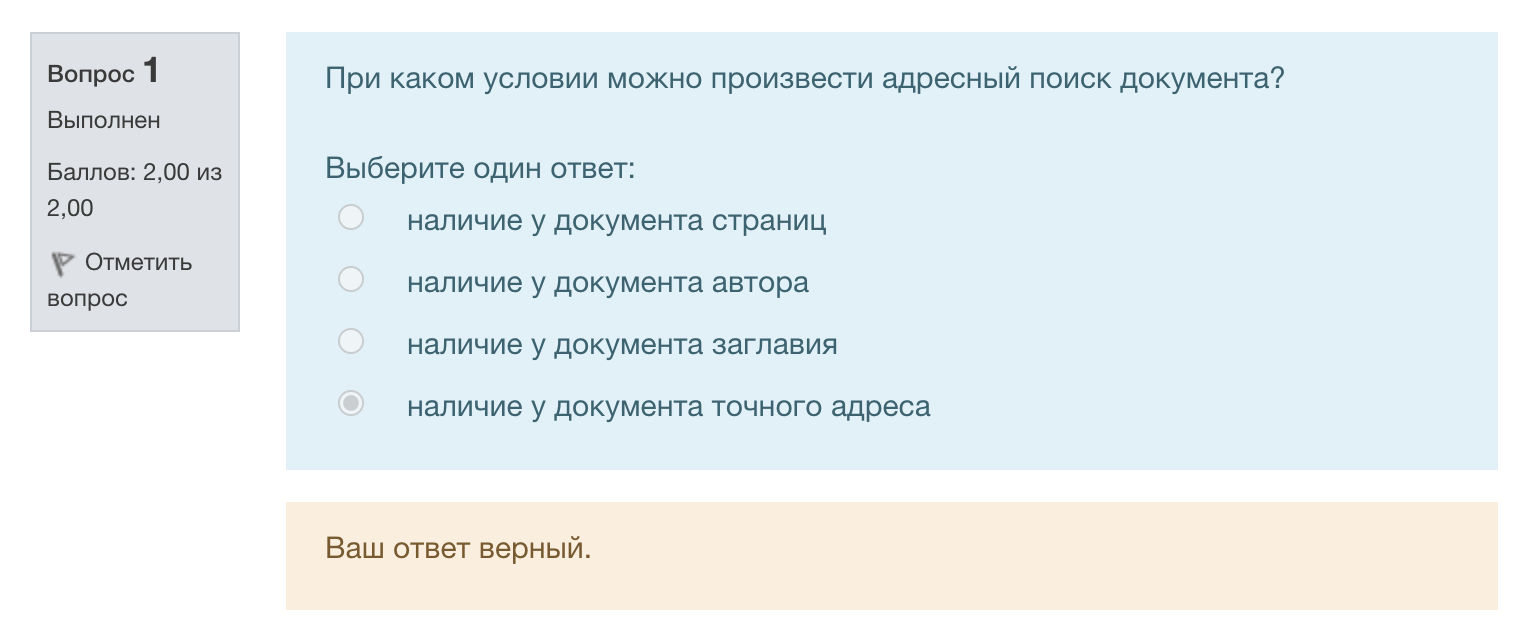 Вопрос 1
Выполнен
Баллов: 2,00 из
2,00
Отметить
вопрос
При каком условии можно произвести адресный поиск документа?
Выберите один ответ:
наличие у документа страниц
наличие у документа автора
наличие у документа заглавия
наличие у документа точного адреса
Ваш ответ верный.